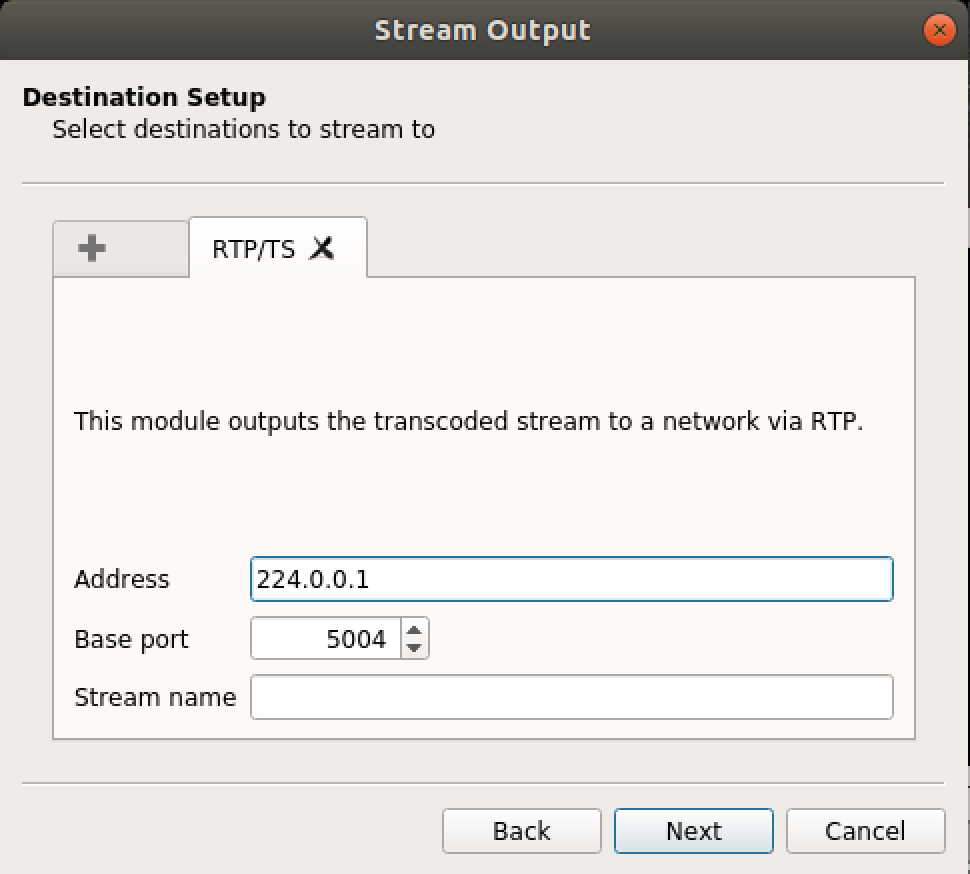 Stream Output
Destination Setup
Select destinations to stream to
RTP/TS
This module outputs the transcoded stream to a network via RTP.
Address 224.0.0.1
Base port 5004
Stream name
Back Next Cancel